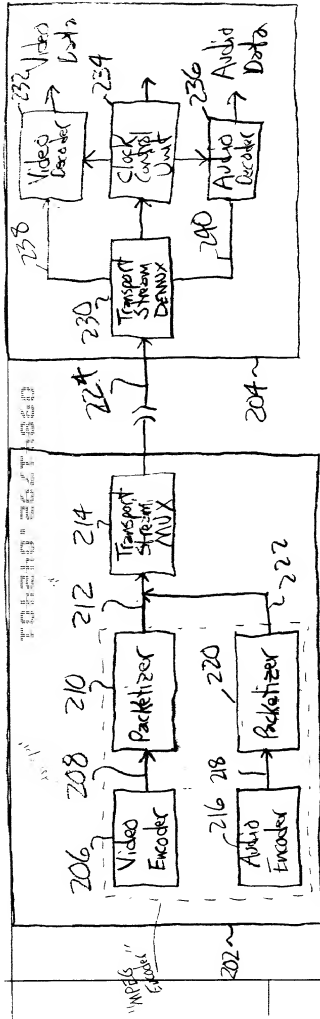 "MPEG"
Encoder
202
206
Video
Encoder
208
210
Packetizer
212
214
Transport
Stream
MUX
216
Audio
Encoder
218
220
Packetizer
222
224
204
230
Transport
Stream
DEMUX
238
Video
Decoder
232
Video
Data
Clock
Control
Unit
234
240
Audio
Decoder
236
Audio
Data